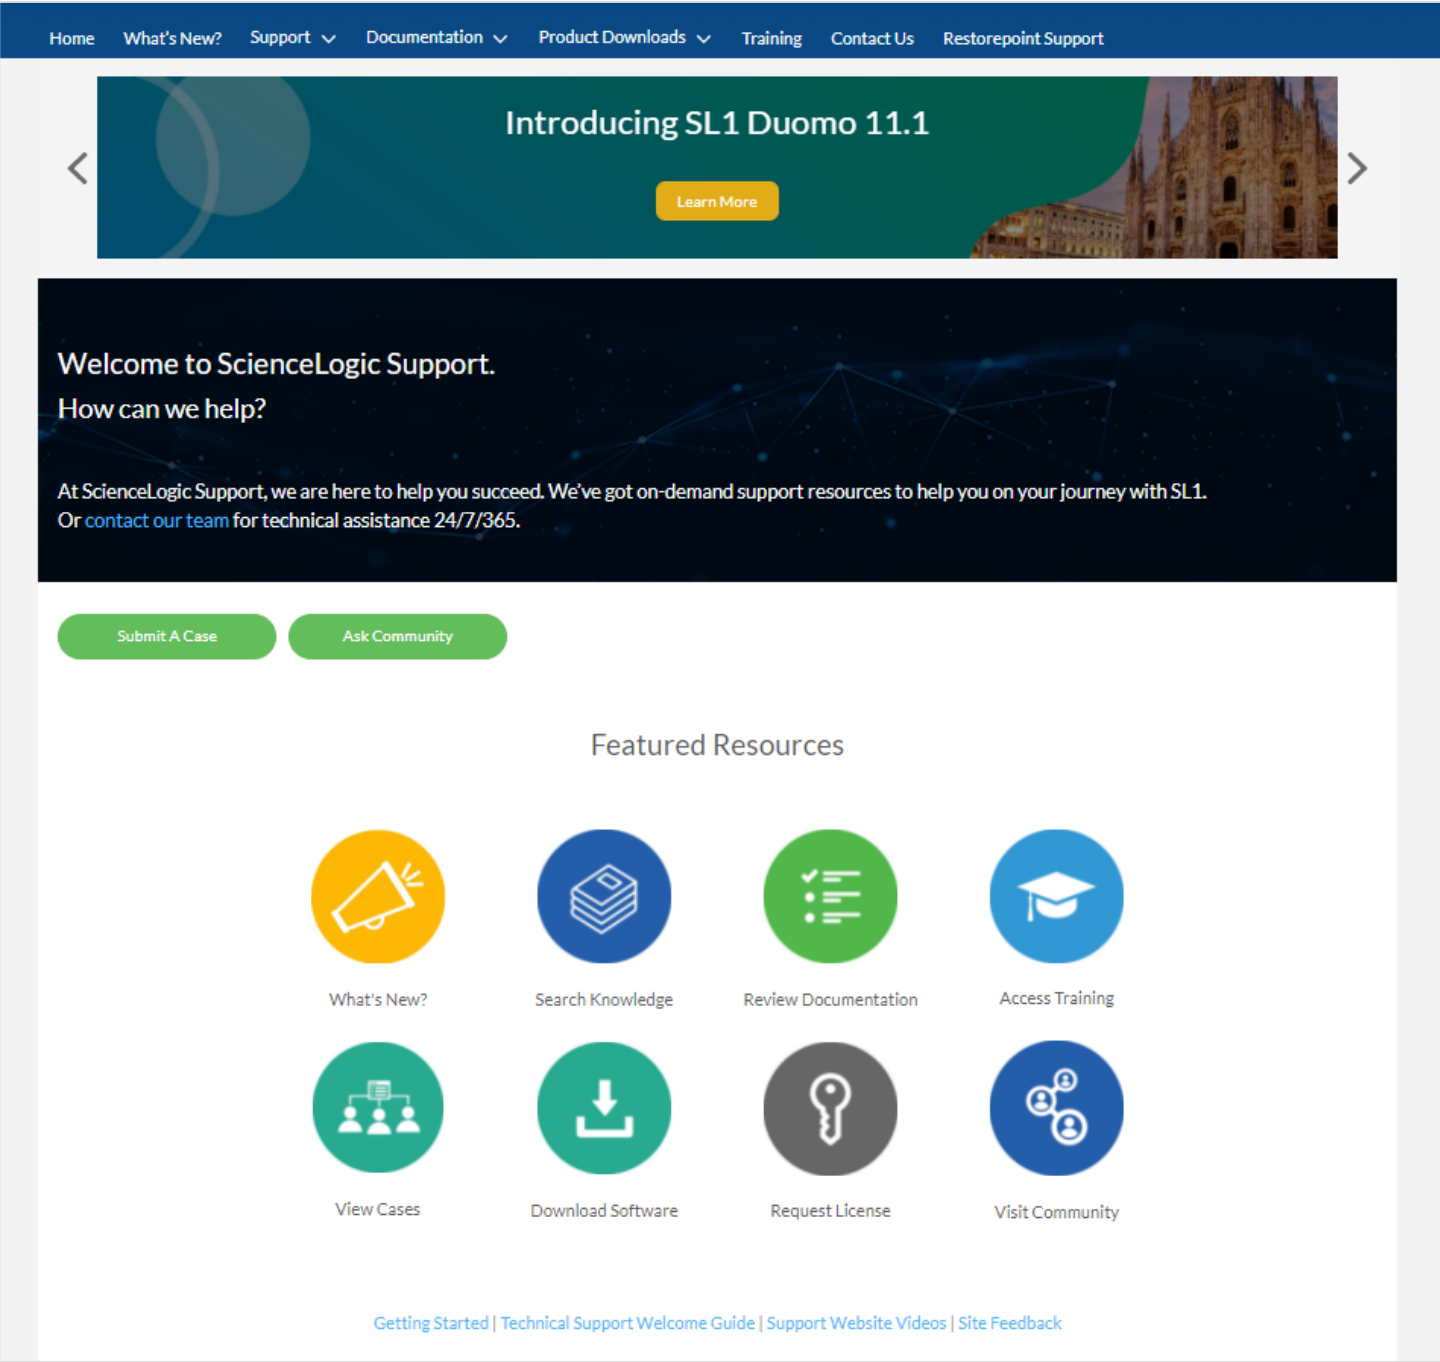 Home What's New? Support Documentation Product Downloads Training Contact Us Restorepoint Support
Introducing SL1 Duomo 11.1
Learn More
Welcome to ScienceLogic Support.
How can we help?
At ScienceLogic Support, we are here to help you succeed. We've got on-demand support resources to help you on your journey with SL1.
Or contact our team for technical assistance 24/7/365.
Submit A Case Ask Community
Featured Resources
What's New? Search Knowledge Review Documentation Access Training
View Cases Download Software Request License Visit Community
Getting Started | Technical Support Welcome Guide | Support Website Videos | Site Feedback